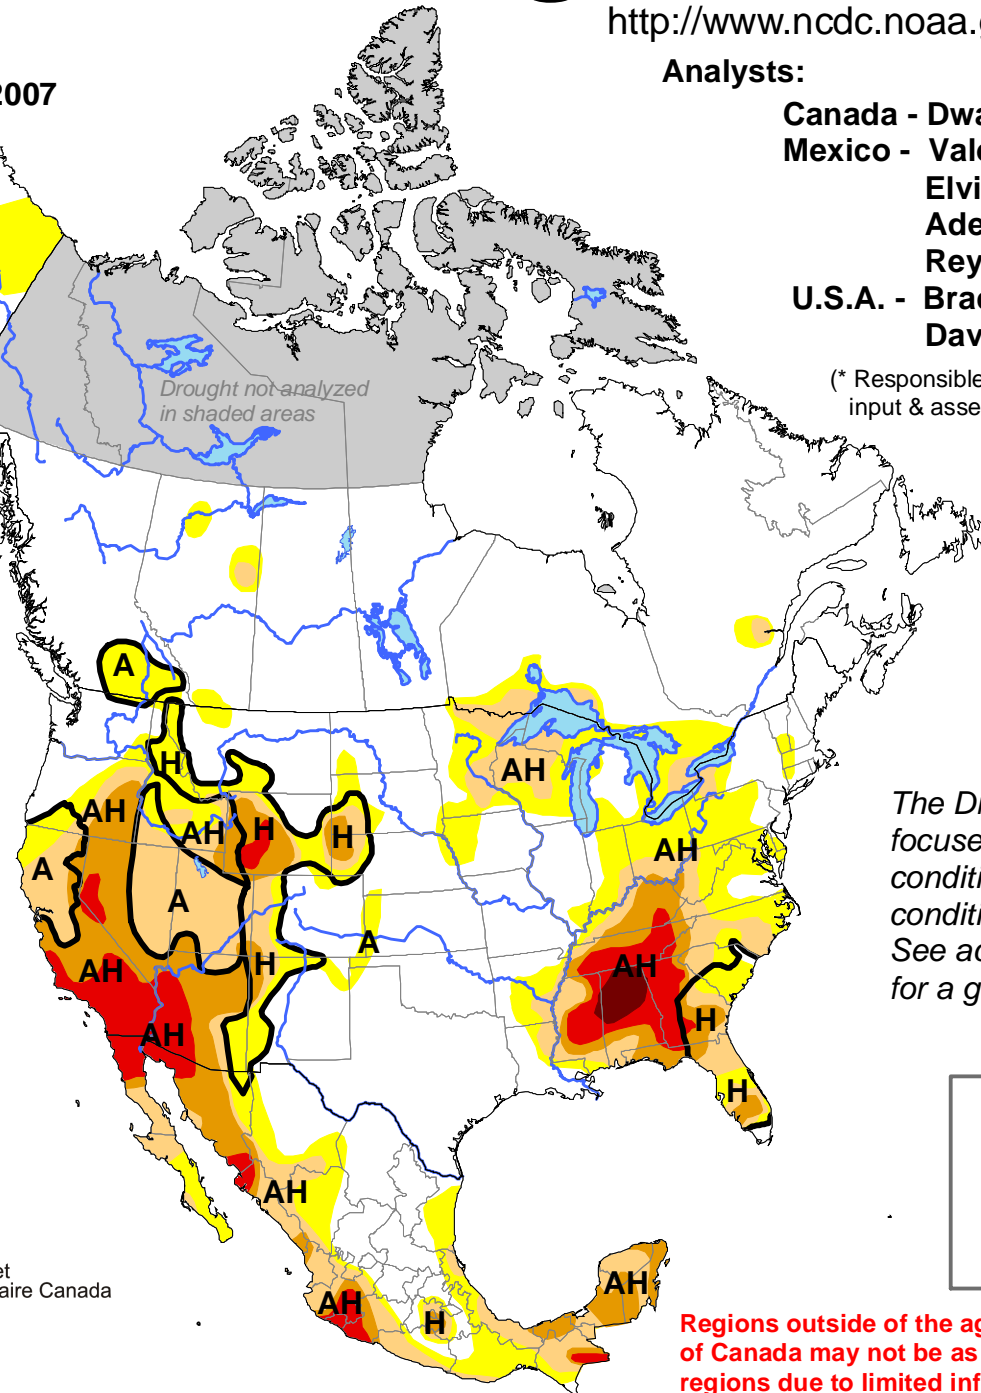 http://www.ncdc.noaa.g
2007
Analysts:
Canada - Dwa
Mexico - Vale
Elvi
Ade
Rey
U.S.A. - Brad
Dav
(* Responsible
input & asse
Drought not analyzed
in shaded areas
A
H
AH
AH
H
H
A
A
AH
H
A
AH
AH
AH
AH
H
H
AH
AH
H
AH
The Dr
focuse
conditi
conditi
See ac
for a g
et
aire Canada
Regions outside of the ag
of Canada may not be as
regions due to limited inf